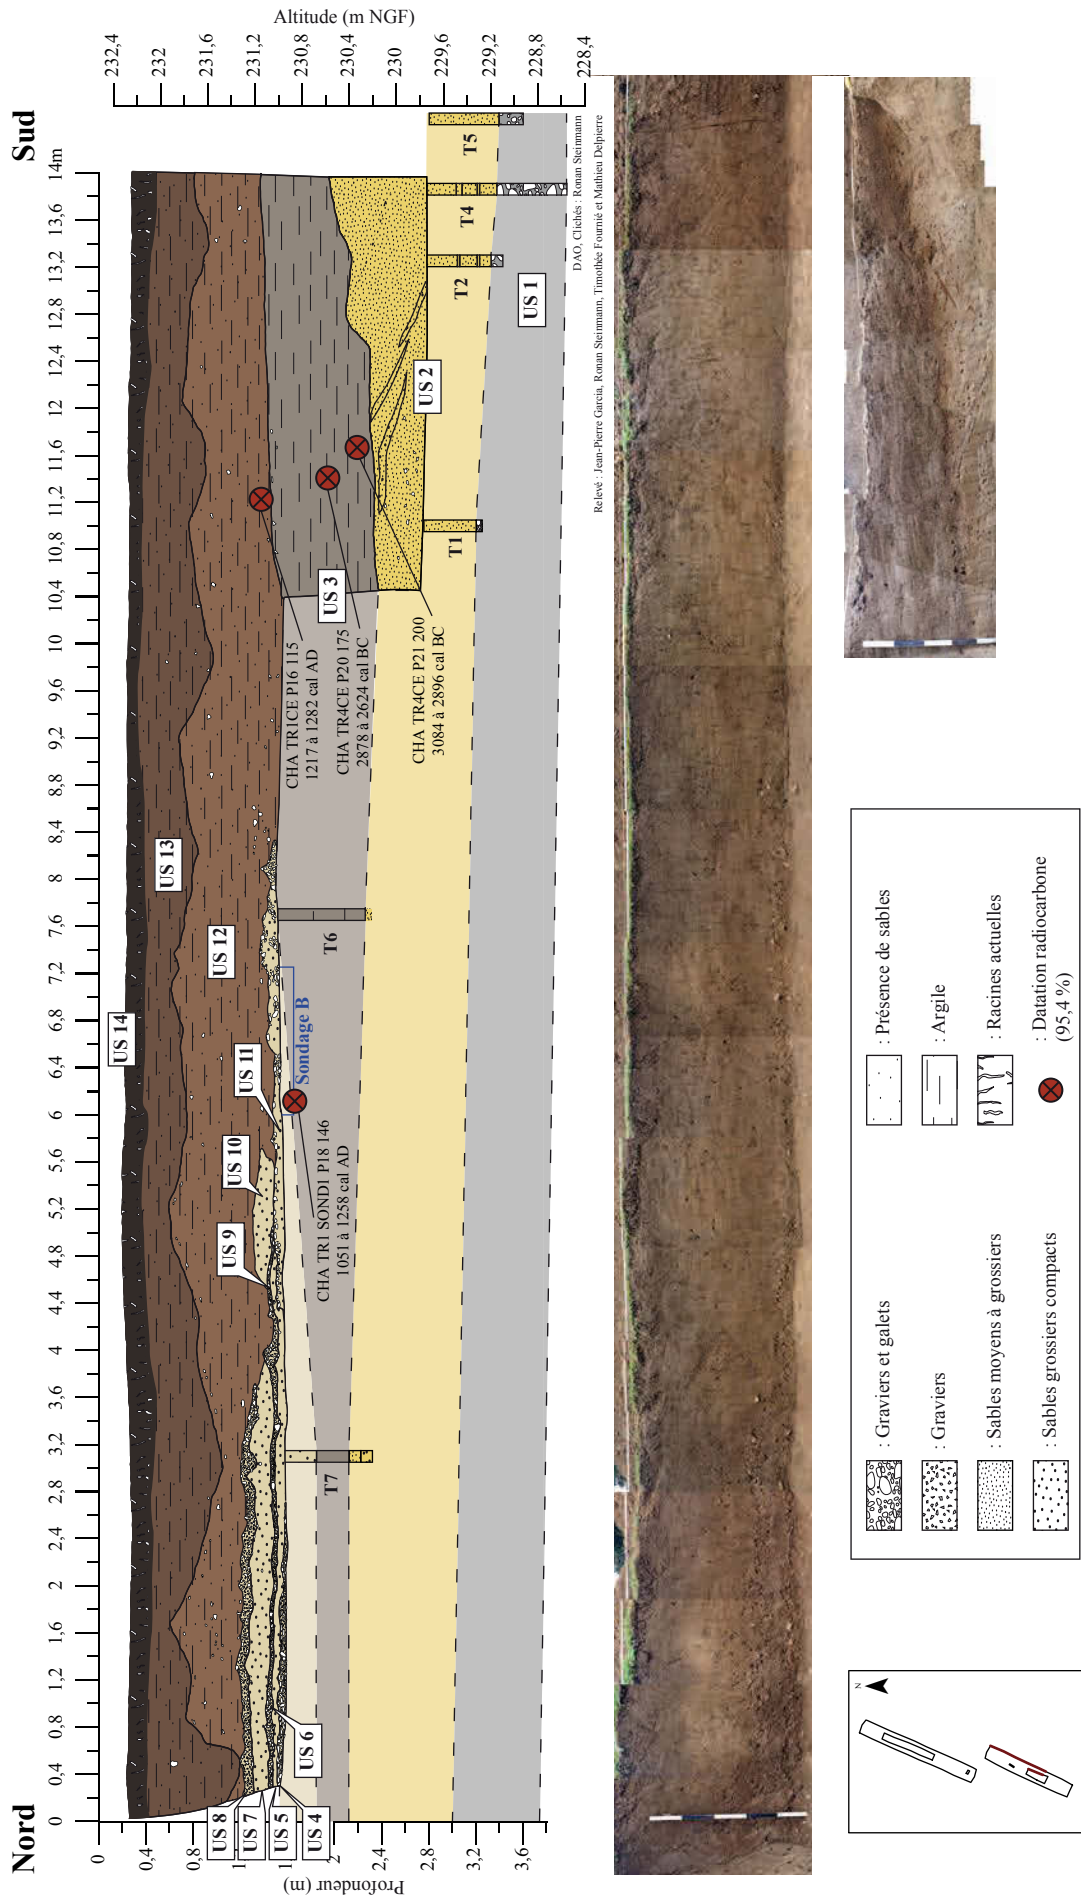 Nord
Sud
0
0,4
0,8
1,2
1,6
2
2,4
2,8
3,2
3,6
4
4,4
4,8
5,2
5,6
6
6,4
6,8
7,2
7,6
8
8,4
8,8
9,2
9,6
10
10,4
10,8
11,2
11,6
12
12,4
12,8
13,2
13,6
14m
Profondeur (m)
0
0,4
0,8
2
2,4
2,8
3,2
3,6
Altitude (m NGF)
232,4
232
231,6
231,2
230,8
230,4
230
229,6
229,2
228,8
228,4
US 14
US 13
US 12
US 11
US 10
US 9
US 8
US 7
US 6
US 5
US 4
US 3
US 2
US 1
Sondage B
T7
T6
T1
T2
T4
T5
CHA TR1 SOND1 P18 146
1051 à 1258 cal AD
CHA TR1CE P16 115
1217 à 1282 cal AD
CHA TR4CE P20 175
2878 à 2624 cal BC
CHA TR4CE P21 200
3084 à 2896 cal BC
DAO, Clichés : Ronan Steinmann
Relevé : Jean-Pierre Garcia, Ronan Steinmann, Timothée Fournié et Mathieu Delpierre
N
: Graviers et galets
: Graviers
: Sables moyens à grossiers
: Sables grossiers compacts
: Présence de sables
: Argile
: Racines actuelles
: Datation radiocarbone
(95,4 %)